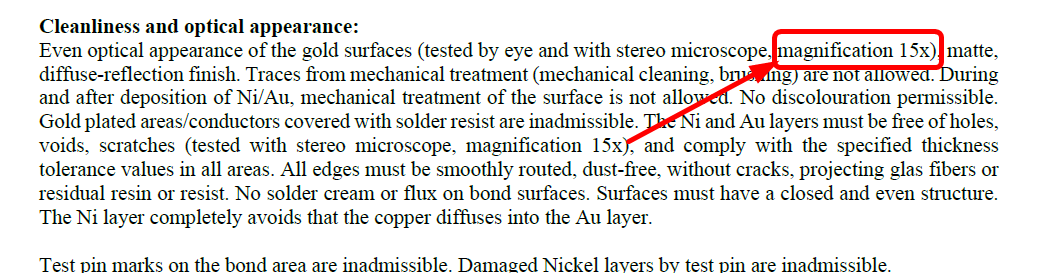 Cleanliness and optical appearance:
Even optical appearance of the gold surfaces (tested by eye and with stereo microscope, magnification 15x), matte,
diffuse-reflection finish. Traces from mechanical treatment (mechanical cleaning, brushing) are not allowed. During
and after deposition of Ni/Au, mechanical treatment of the surface is not allowed. No discolouration permissible.
Gold plated areas/conductors covered with solder resist are inadmissible. The Ni and Au layers must be free of holes,
voids, scratches (tested with stereo microscope, magnification 15x), and comply with the specified thickness
tolerance values in all areas. All edges must be smoothly routed, dust-free, without cracks, projecting glas fibers or
residual resin or resist. No solder cream or flux on bond surfaces. Surfaces must have a closed and even structure.
The Ni layer completely avoids that the copper diffuses into the Au layer.
Test pin marks on the bond area are inadmissible. Damaged Nickel layers by test pin are inadmissible.